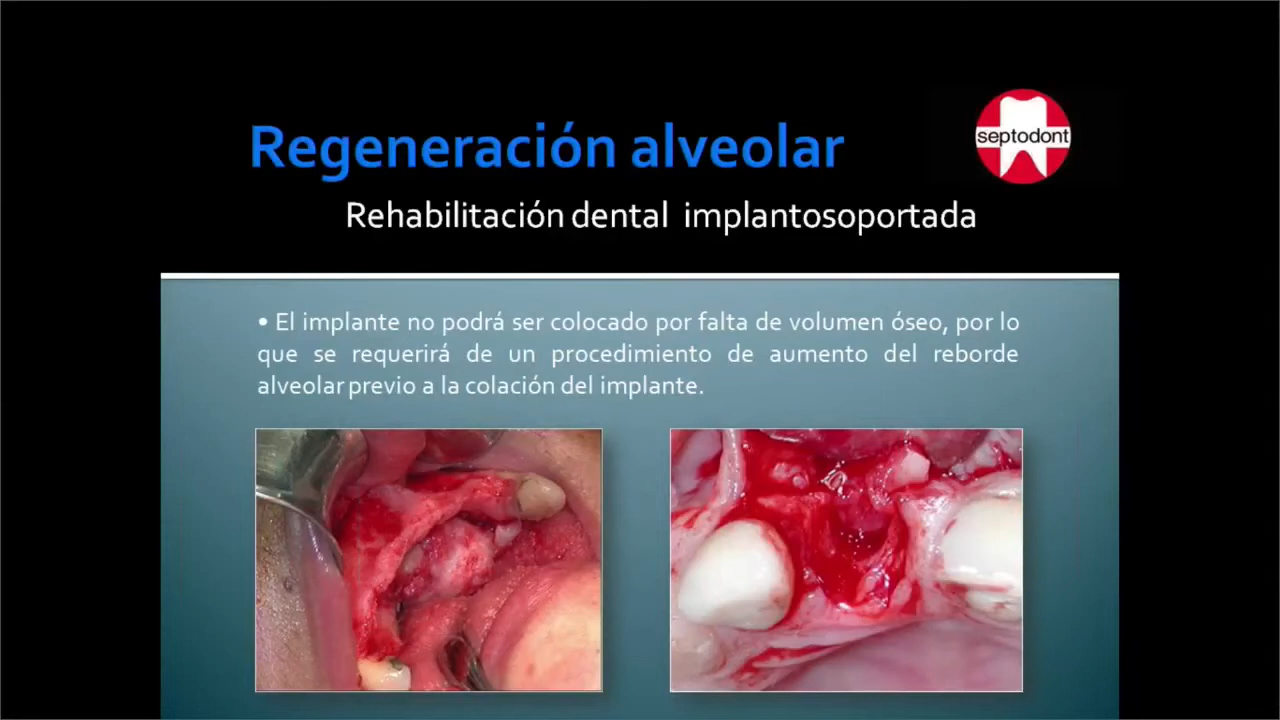 Regeneración alveolar
septodont
Rehabilitación dental implantosoportada
• El implante no podrá ser colocado por falta de volumen óseo, por lo
que se requerirá de un procedimiento de aumento del reborde
alveolar previo a la colación del implante.